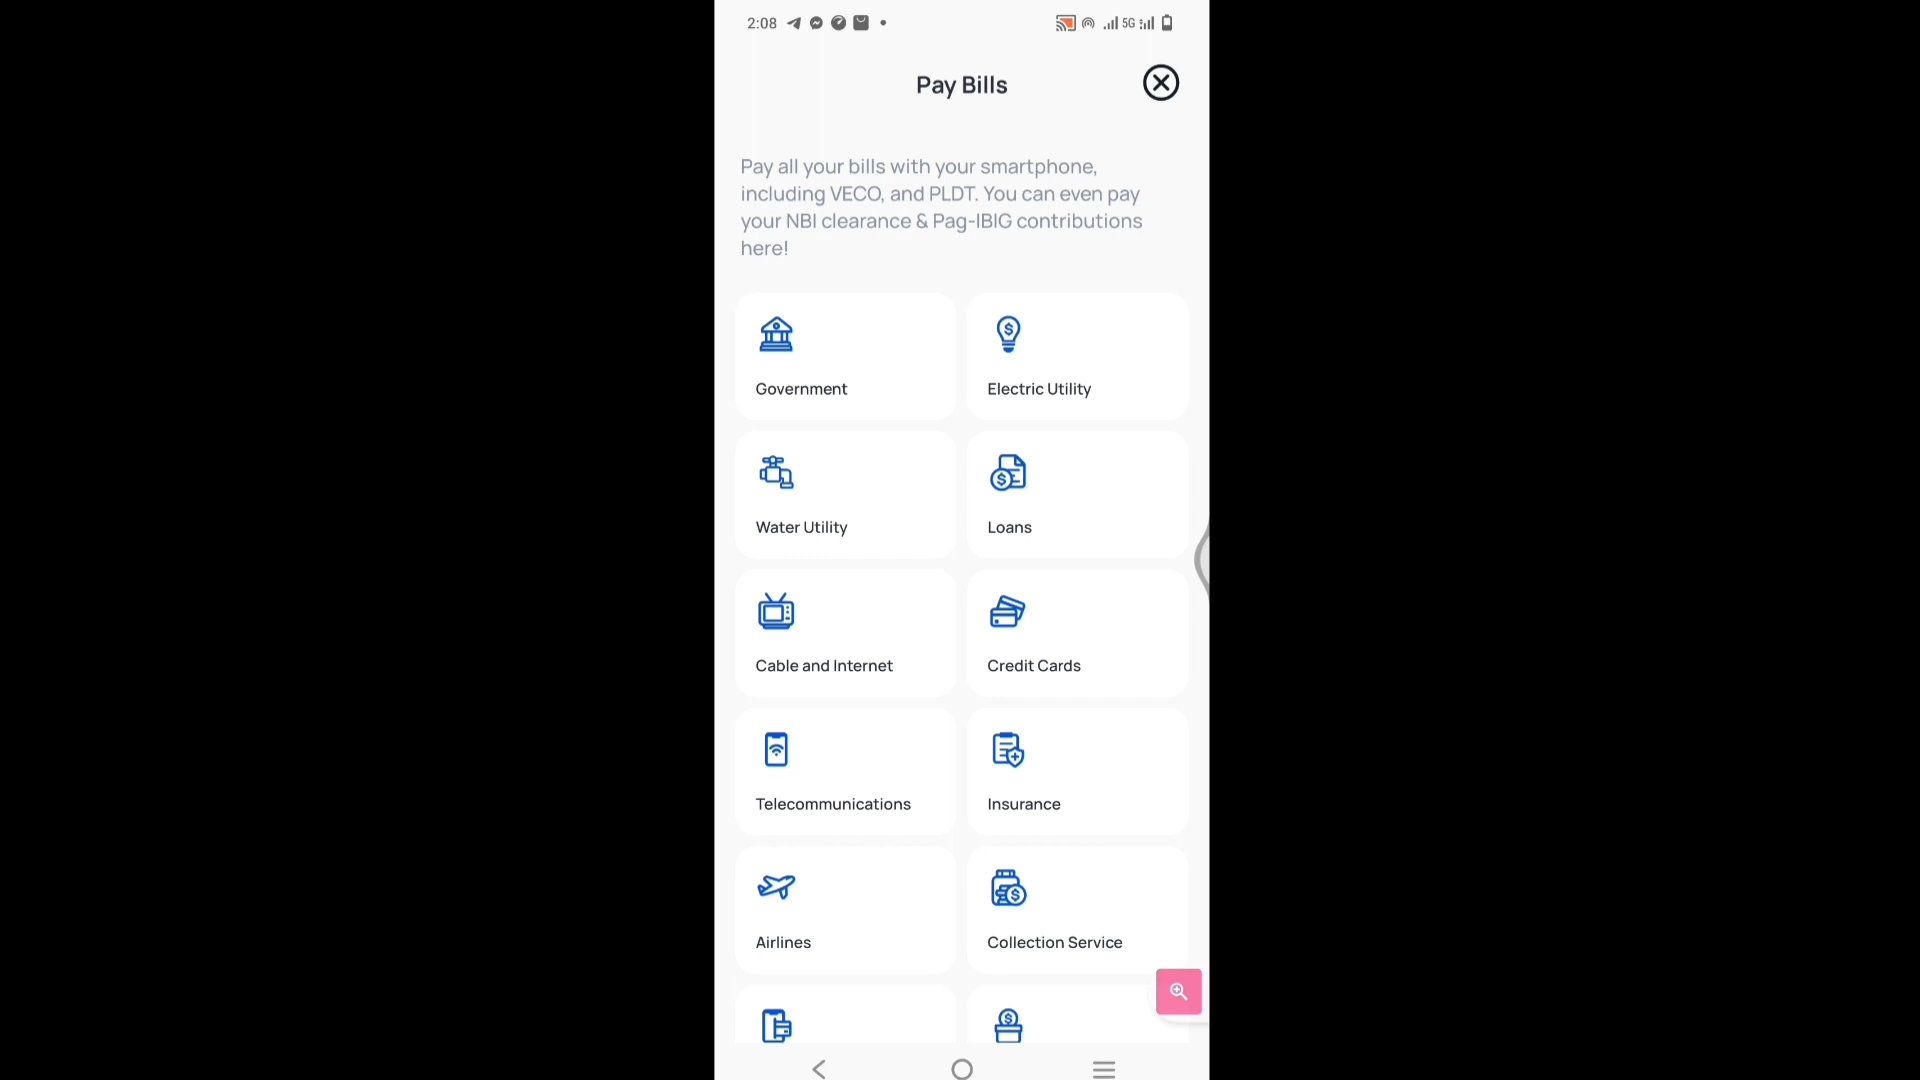 2:08
5G
Pay Bills
Pay all your bills with your smartphone,
including VECO, and PLDT. You can even pay
your NBI clearance & Pag-IBIG contributions
here!
Government
Electric Utility
Water Utility
Loans
Cable and Internet
Credit Cards
Telecommunications
Insurance
Airlines
Collection Service